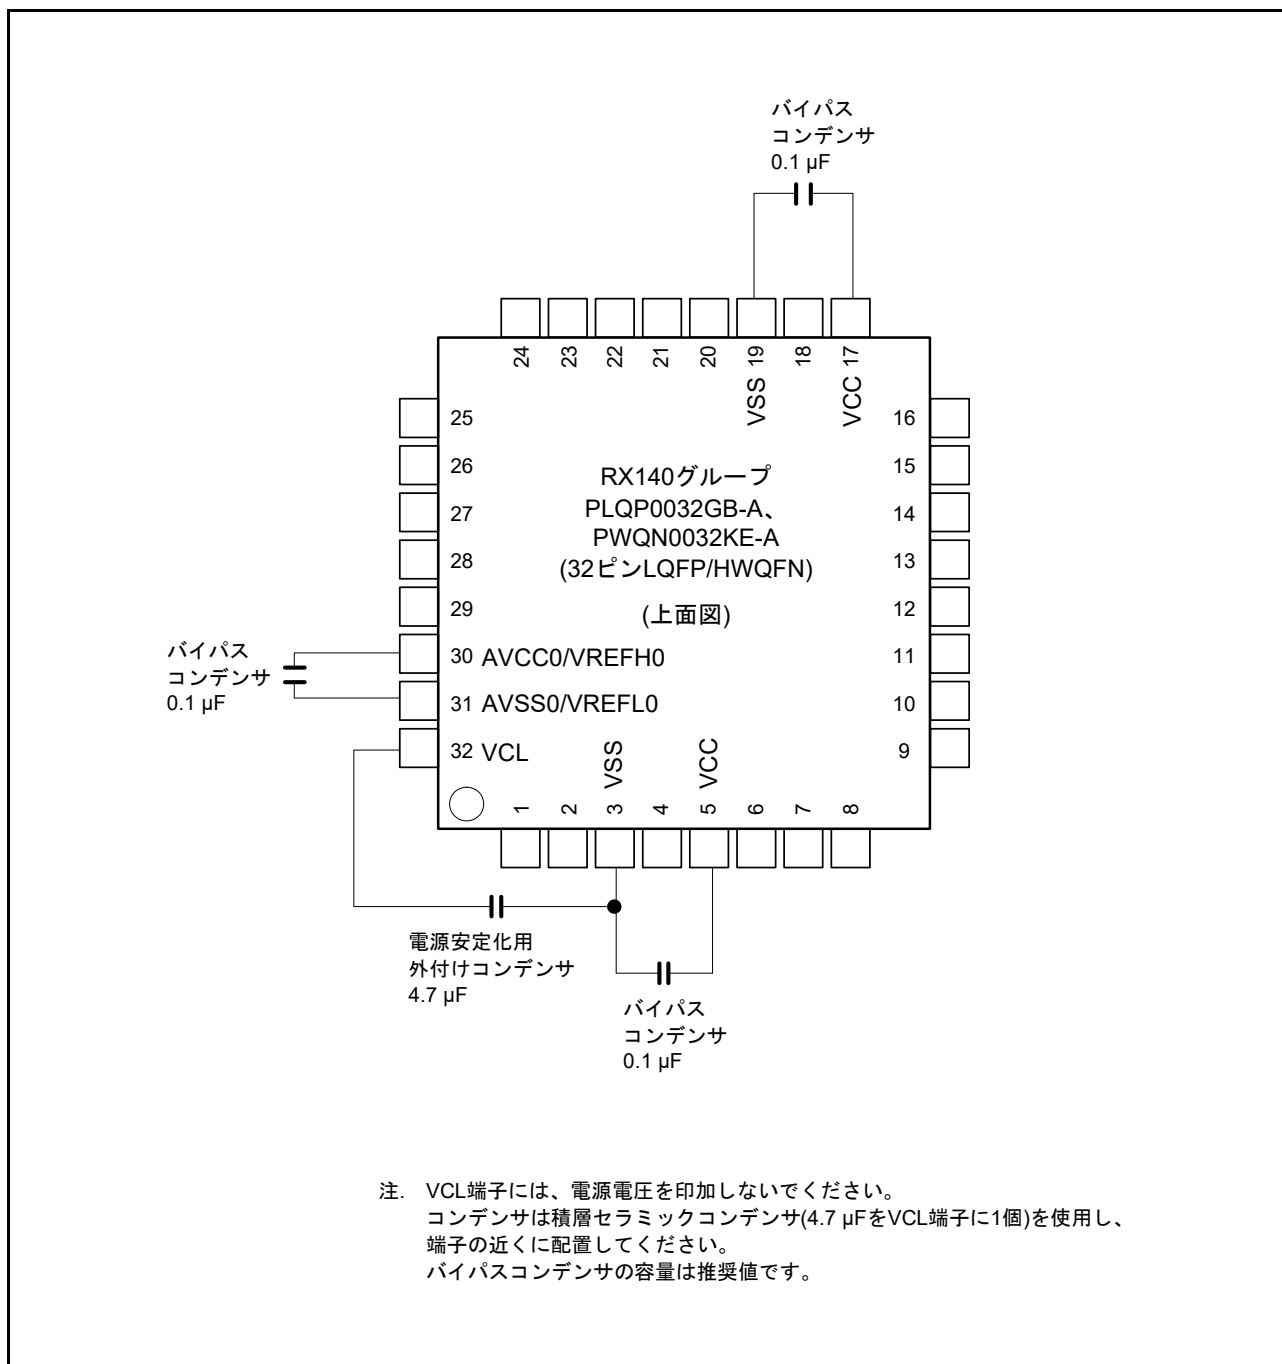 バイパス
コンデンサ
0.1 µF
24
23
22
21
20
VSS 19
18
VCC 17
25
26
27
28
29
30 AVCC0/VREFH0
31 AVSS0/VREFL0
32 VCL
16
15
14
13
12
11
10
9
RX140グループ
PLQP0032GB-A、
PWQN0032KE-A
(32ピンLQFP/HWQFN)
(上面図)
バイパス
コンデンサ
0.1 µF
1
2
3 VSS
4
5 VCC
6
7
8
電源安定化用
外付けコンデンサ
4.7 µF
バイパス
コンデンサ
0.1 µF
注. VCL端子には、電源電圧を印加しないでください。
コンデンサは積層セラミックコンデンサ(4.7 µFをVCL端子に1個)を使用し、
端子の近くに配置してください。
バイパスコンデンサの容量は推奨値です。